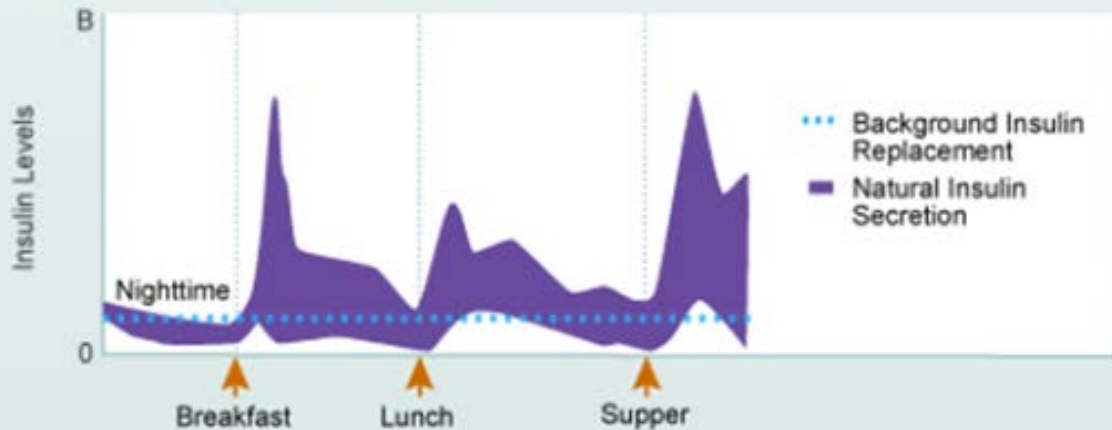 B
Insulin Levels
0
Nighttime
Breakfast
Lunch
Supper
Background Insulin
Replacement
Natural Insulin
Secretion